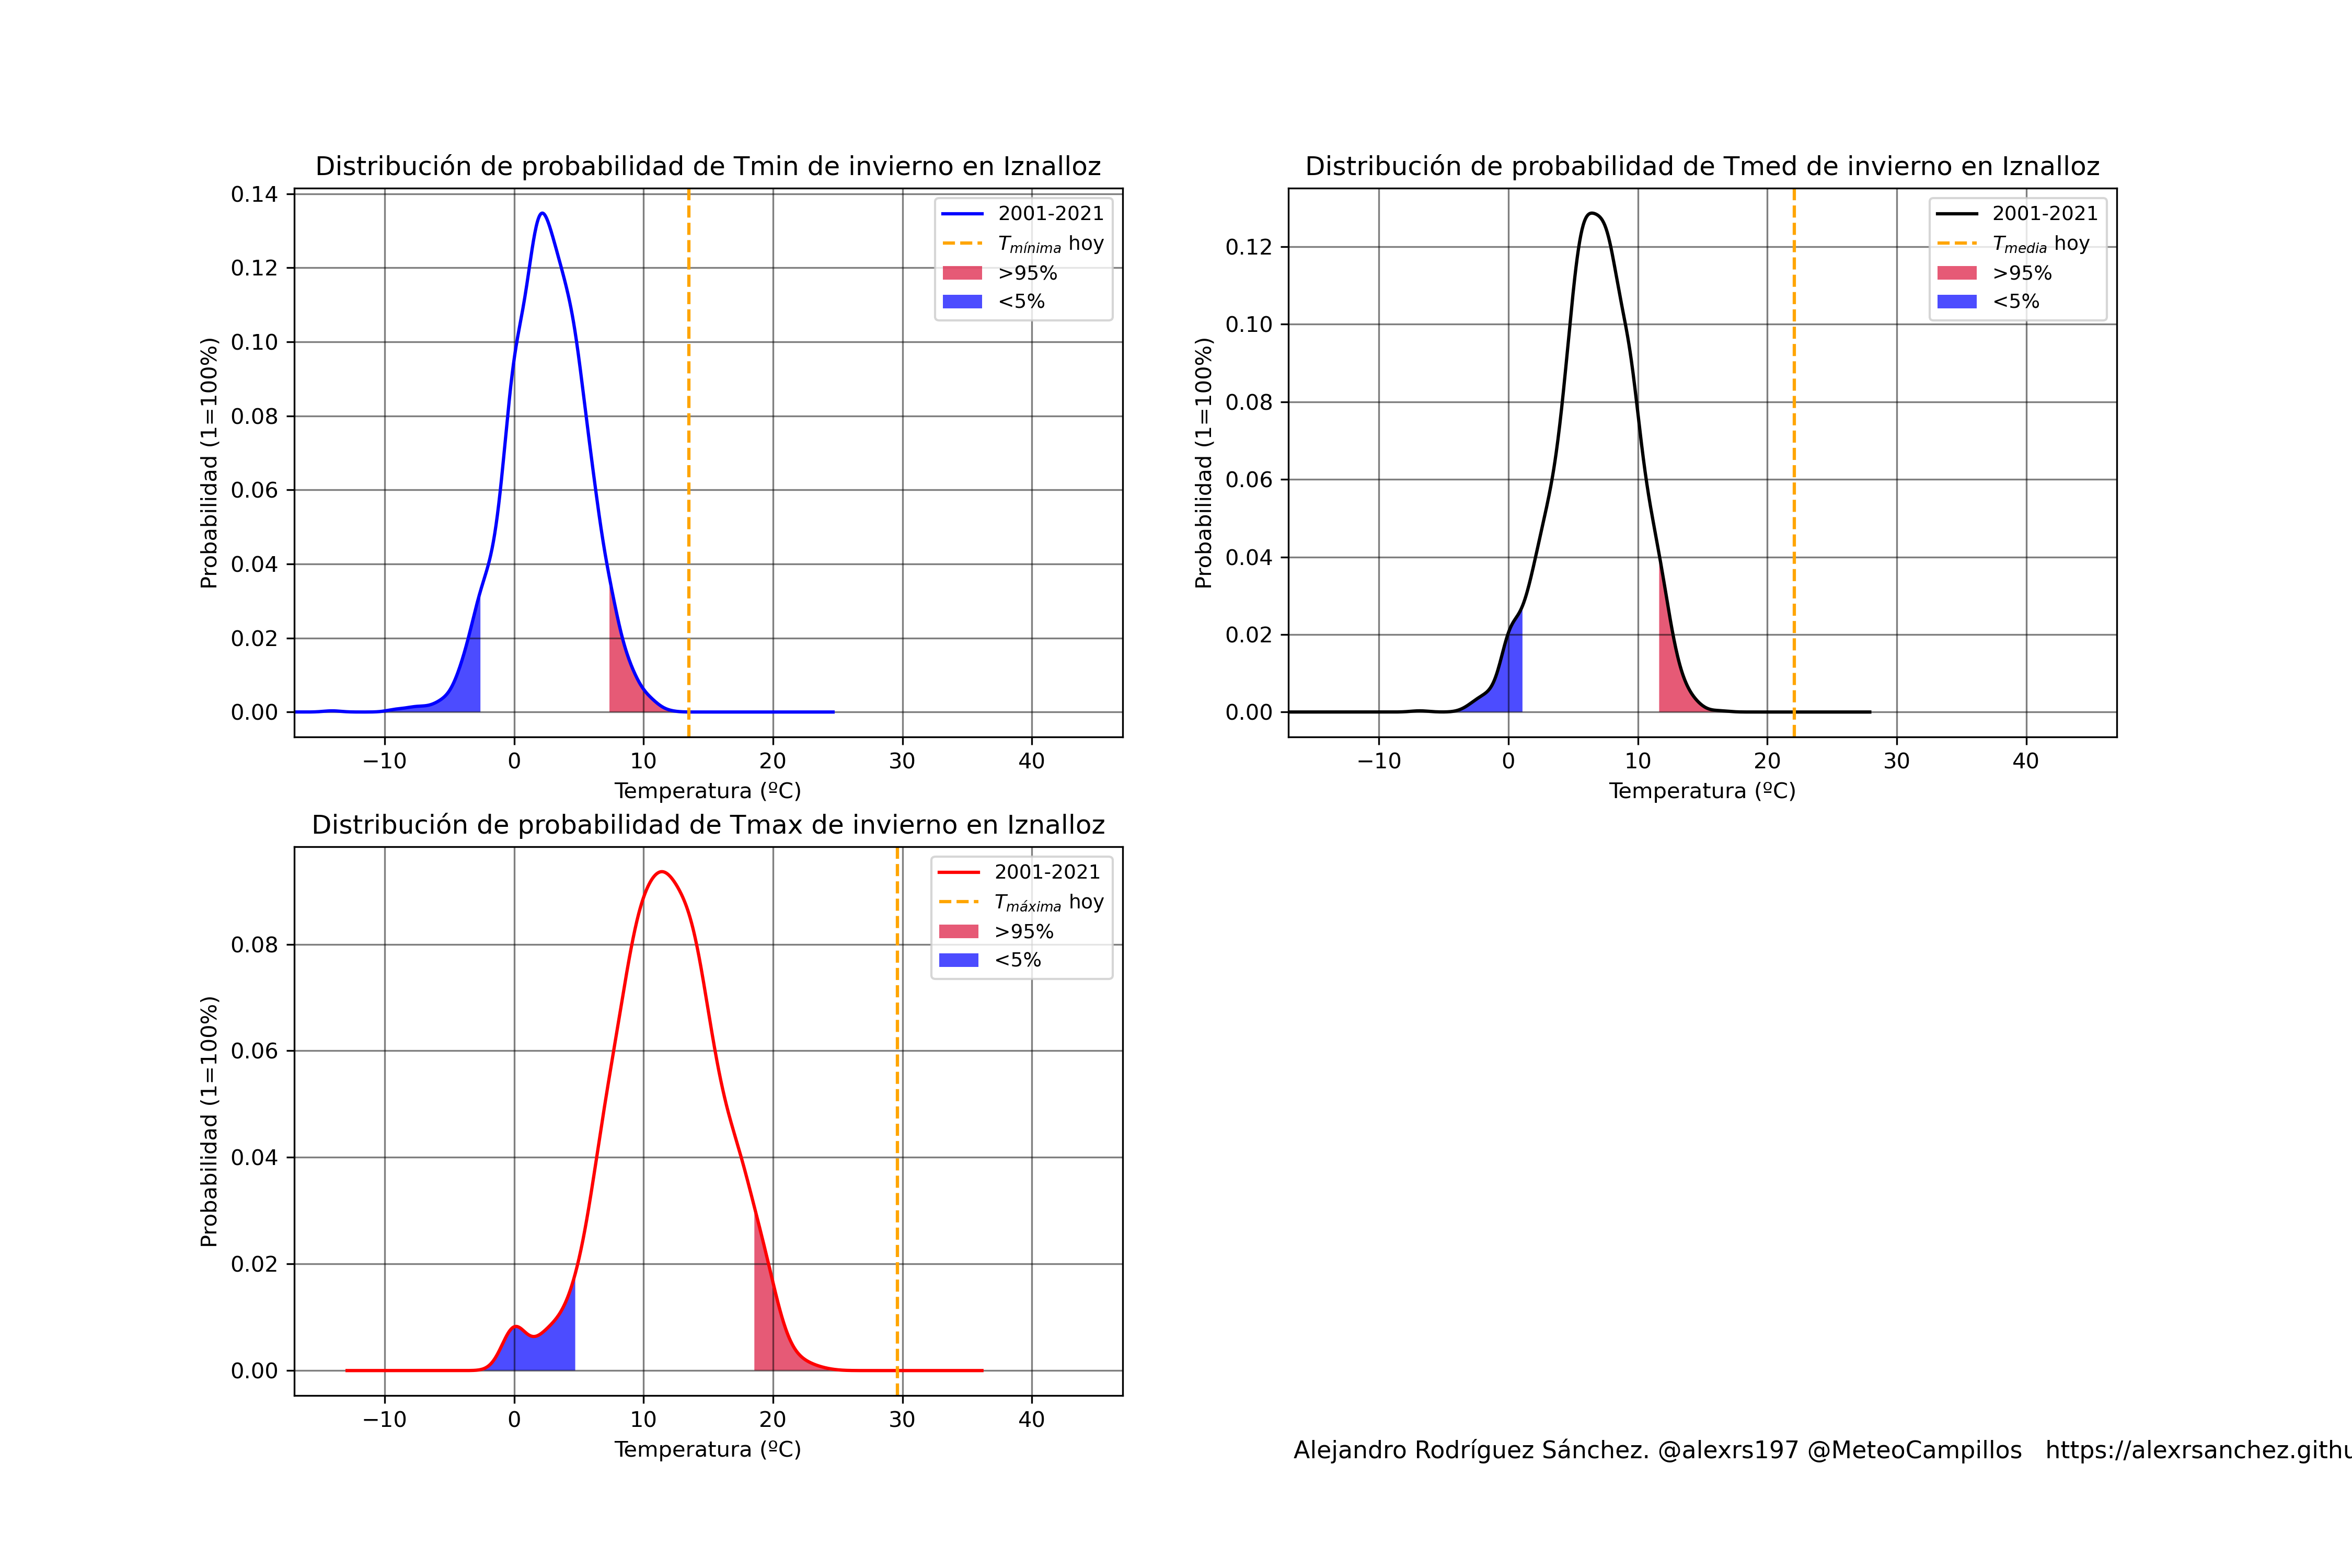 Distribución de probabilidad de Tmin de invierno en Iznalloz
0.14
0.12
0.10
0.08
0.06
0.04
0.02
0.00
Probabilidad (1=100%)
2001-2021
Tmínima hoy
>95%
<5%
−10 0 10 20 30 40
Temperatura (ºC)
Distribución de probabilidad de Tmed de invierno en Iznalloz
0.12
0.10
0.08
0.06
0.04
0.02
0.00
Probabilidad (1=100%)
2001-2021
Tmedia hoy
>95%
<5%
−10 0 10 20 30 40
Temperatura (ºC)
Distribución de probabilidad de Tmax de invierno en Iznalloz
0.08
0.06
0.04
0.02
0.00
Probabilidad (1=100%)
2001-2021
Tmáxima hoy
>95%
<5%
−10 0 10 20 30 40
Temperatura (ºC)
Alejandro Rodríguez Sánchez. @alexrs197 @MeteoCampillos https://alexrsanchez.githu